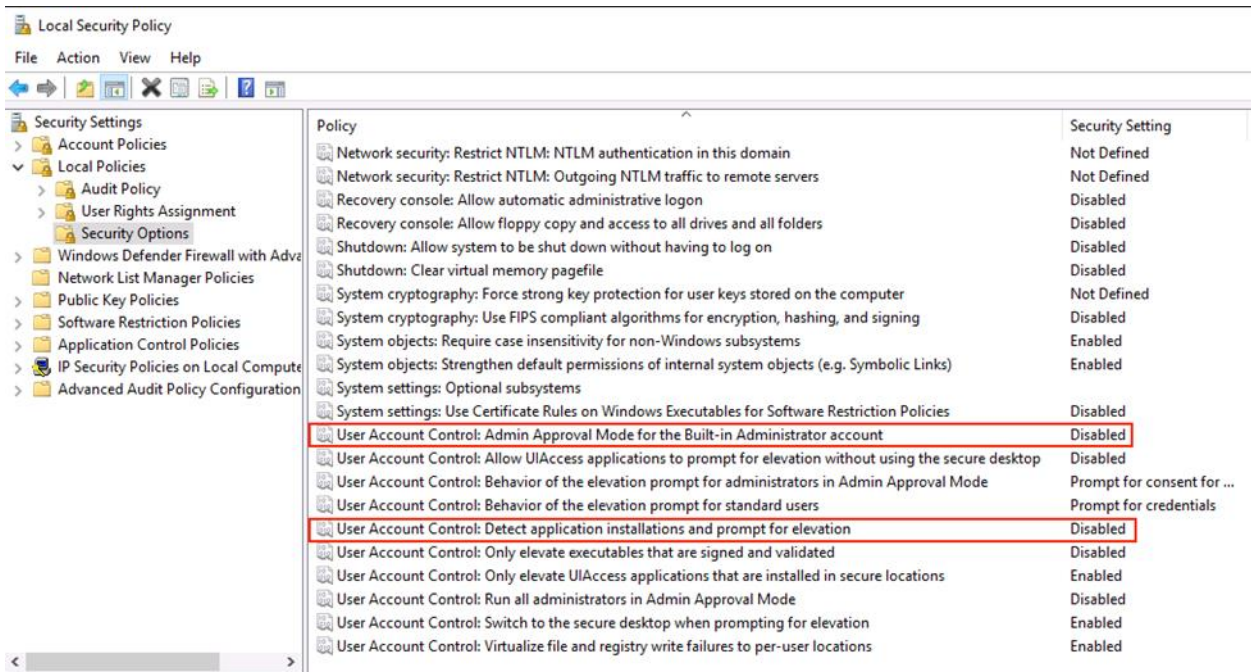 Local Security Policy
File Action View Help
Security Settings
Account Policies
Local Policies
Audit Policy
User Rights Assignment
Security Options
Windows Defender Firewall with Adva
Network List Manager Policies
Public Key Policies
Software Restriction Policies
Application Control Policies
IP Security Policies on Local Compute
Advanced Audit Policy Configuration
Policy Security Setting
Network security: Restrict NTLM: NTLM authentication in this domain Not Defined
Network security: Restrict NTLM: Outgoing NTLM traffic to remote servers Not Defined
Recovery console: Allow automatic administrative logon Disabled
Recovery console: Allow floppy copy and access to all drives and all folders Disabled
Shutdown: Allow system to be shut down without having to log on Disabled
Shutdown: Clear virtual memory pagefile Disabled
System cryptography: Force strong key protection for user keys stored on the computer Not Defined
System cryptography: Use FIPS compliant algorithms for encryption, hashing, and signing Disabled
System objects: Require case insensitivity for non-Windows subsystems Enabled
System objects: Strengthen default permissions of internal system objects (e.g. Symbolic Links) Enabled
System settings: Optional subsystems
System settings: Use Certificate Rules on Windows Executables for Software Restriction Policies Disabled
User Account Control: Admin Approval Mode for the Built-in Administrator account Disabled
User Account Control: Allow UIAccess applications to prompt for elevation without using the secure desktop Disabled
User Account Control: Behavior of the elevation prompt for administrators in Admin Approval Mode Prompt for consent for ...
User Account Control: Behavior of the elevation prompt for standard users Prompt for credentials
User Account Control: Detect application installations and prompt for elevation Disabled
User Account Control: Only elevate executables that are signed and validated Disabled
User Account Control: Only elevate UIAccess applications that are installed in secure locations Enabled
User Account Control: Run all administrators in Admin Approval Mode Disabled
User Account Control: Switch to the secure desktop when prompting for elevation Enabled
User Account Control: Virtualize file and registry write failures to per-user locations Enabled